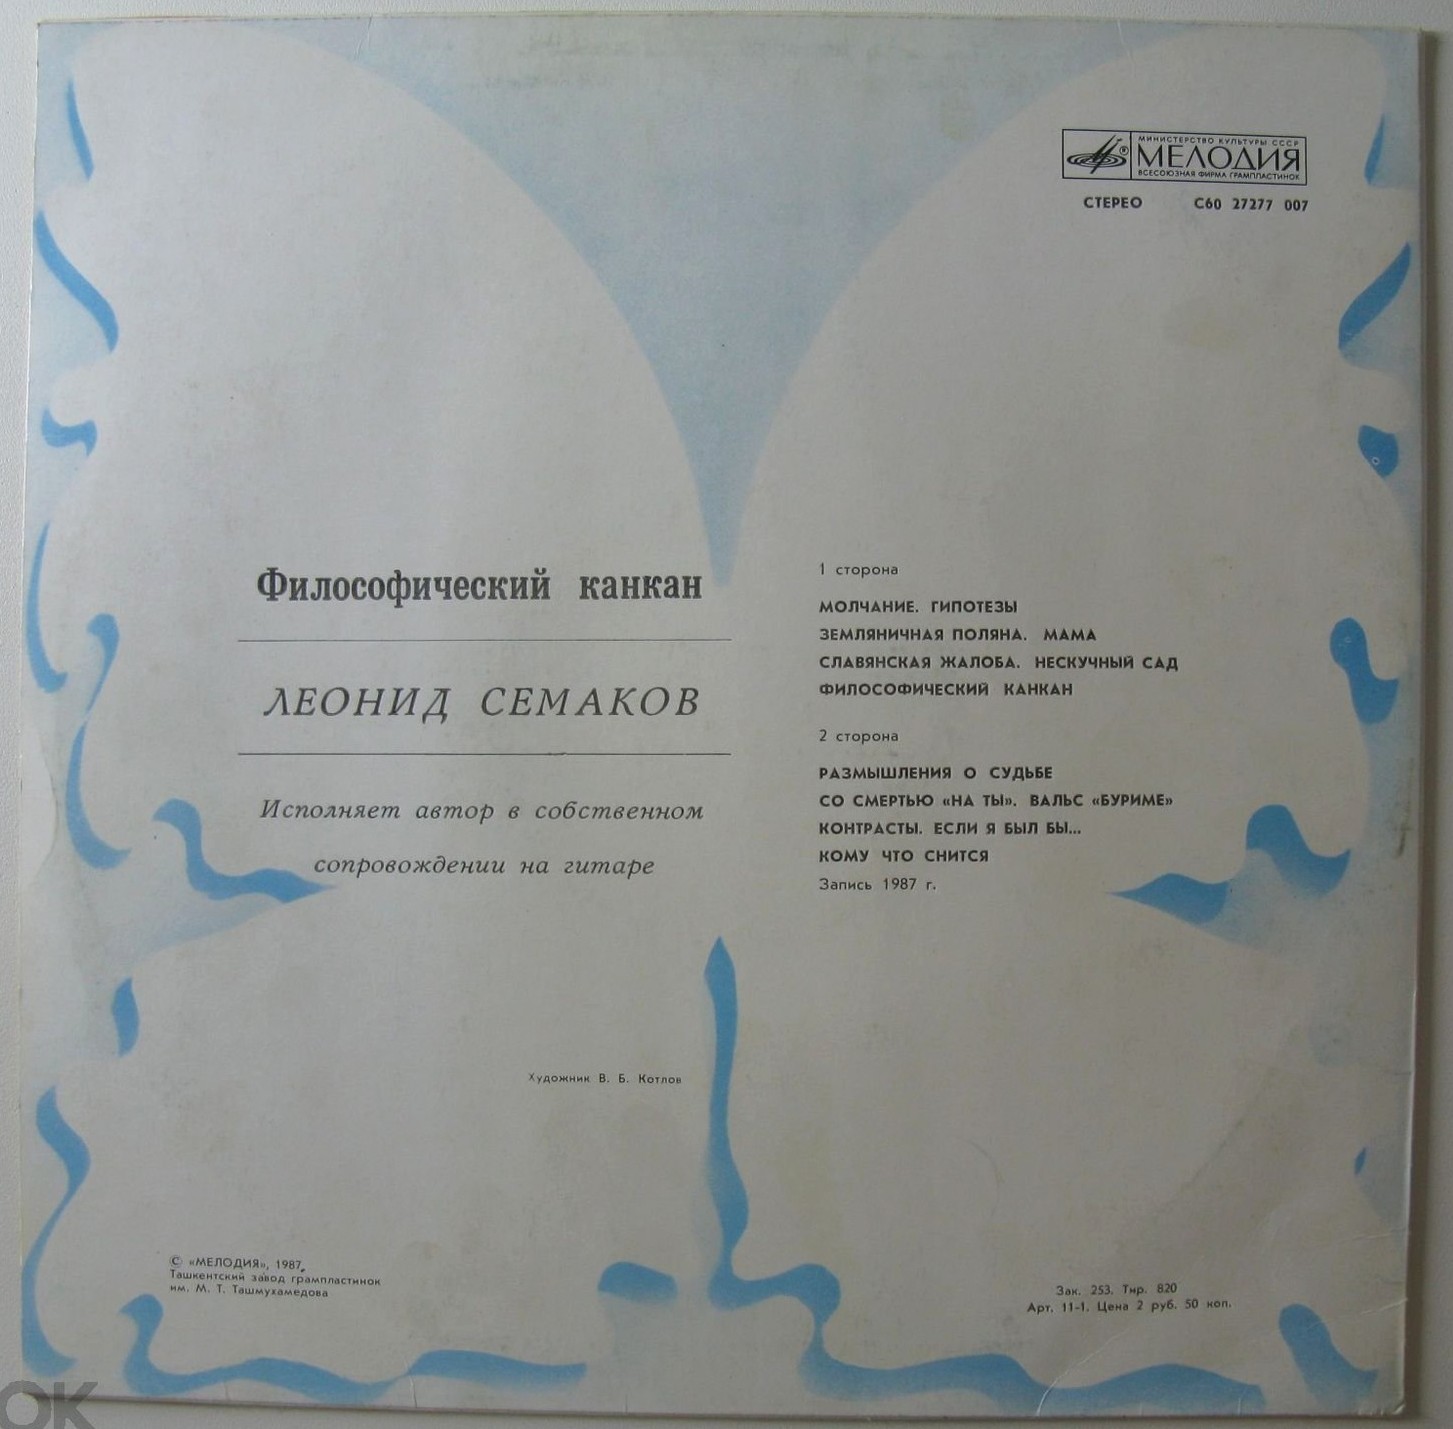 МИНИСТЕРСТВО КУЛЬТУРЫ СССР
МЕЛОДИЯ
ВСЕСОЮЗНАЯ ФИРМА ГРАМПЛАСТИНОК
СТЕРЕО С60 27277 007
Философический канкан
ЛЕОНИД СЕМАКОВ
Исполняет автор в собственном
сопровождении на гитаре
1 сторона
МОЛЧАНИЕ. ГИПОТЕЗЫ
ЗЕМЛЯНИЧНАЯ ПОЛЯНА. МАМА
СЛАВЯНСКАЯ ЖАЛОБА. НЕСКУЧНЫЙ САД
ФИЛОСОФИЧЕСКИЙ КАНКАН
2 сторона
РАЗМЫШЛЕНИЯ О СУДЬБЕ
СО СМЕРТЬЮ «НА ТЫ». ВАЛЬС «БУРИМЕ»
КОНТРАСТЫ. ЕСЛИ Я БЫЛ БЫ...
КОМУ ЧТО СНИТСЯ
Запись 1987 г.
Художник В. Б. Котлов
© «МЕЛОДИЯ», 1987.
Ташкентский завод грампластинок
им. М. Т. Ташмухамедова
Зак. 253. Тир. 820
Арт. 11-1. Цена 2 руб. 50 коп.
OK